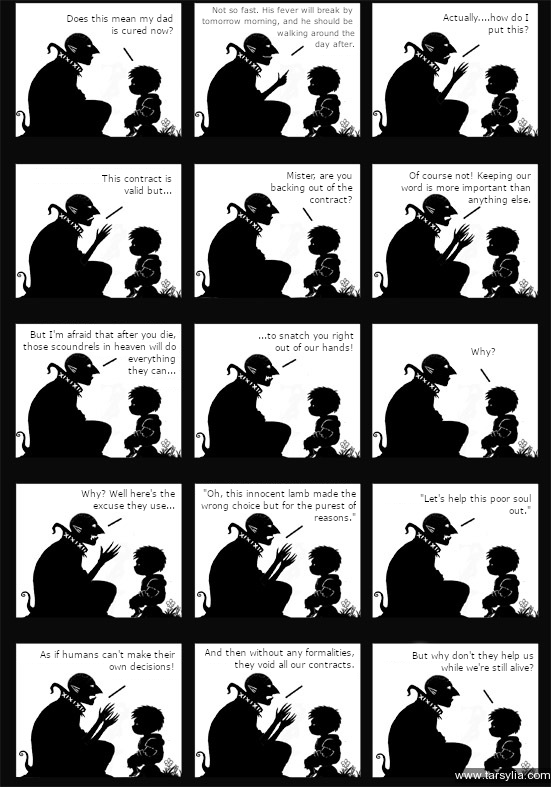 Does this mean my dad
is cured now?
Not so fast. His fever will break by
tomorrow morning, and he should be
walking around the
day after.
Actually....how do I
put this?
This contract is
valid but...
Mister, are you
backing out of the
contract?
Of course not! Keeping our
word is more important than
anything else.
But I'm afraid that after you die,
those scoundrels in heaven will do
everything
they can...
...to snatch you right
out of our hands!
Why?
Why? Well here's the
excuse they use...
"Oh, this innocent lamb made the
wrong choice but for the purest of
reasons."
"Let's help this poor soul
out."
As if humans can't make their
own decisions!
And then without any formalities,
they void all our contracts.
But why don't they help us
while we're still alive?
www.tarsylia.com